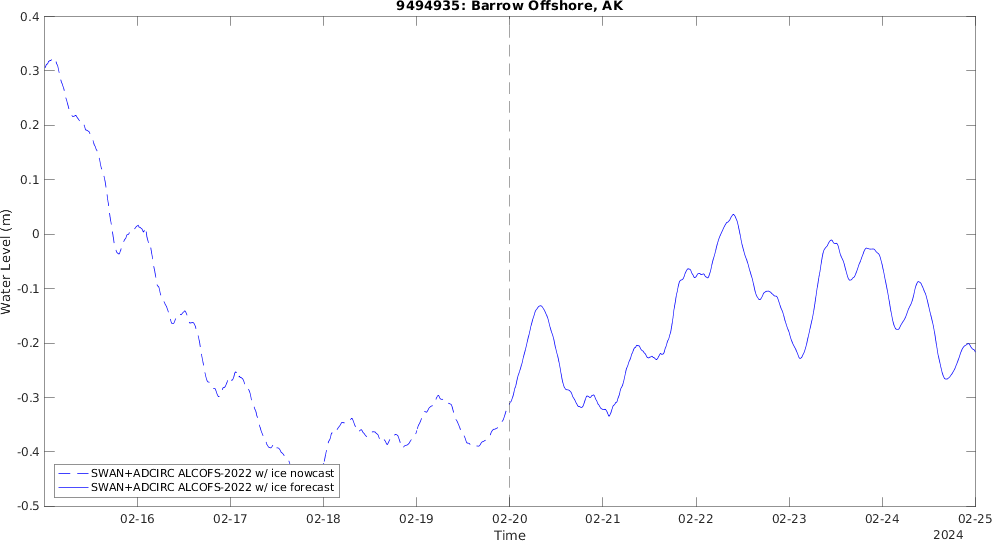 9494935: Barrow Offshore, AK
0.4
0.3
0.2
0.1
0
-0.1
-0.2
-0.3
-0.4
-0.5
Water Level (m)
SWAN+ADCIRC ALCOFS-2022 w/ ice nowcast
SWAN+ADCIRC ALCOFS-2022 w/ ice forecast
02-16 02-17 02-18 02-19 02-20 02-21 02-22 02-23 02-24 02-25
Time
2024